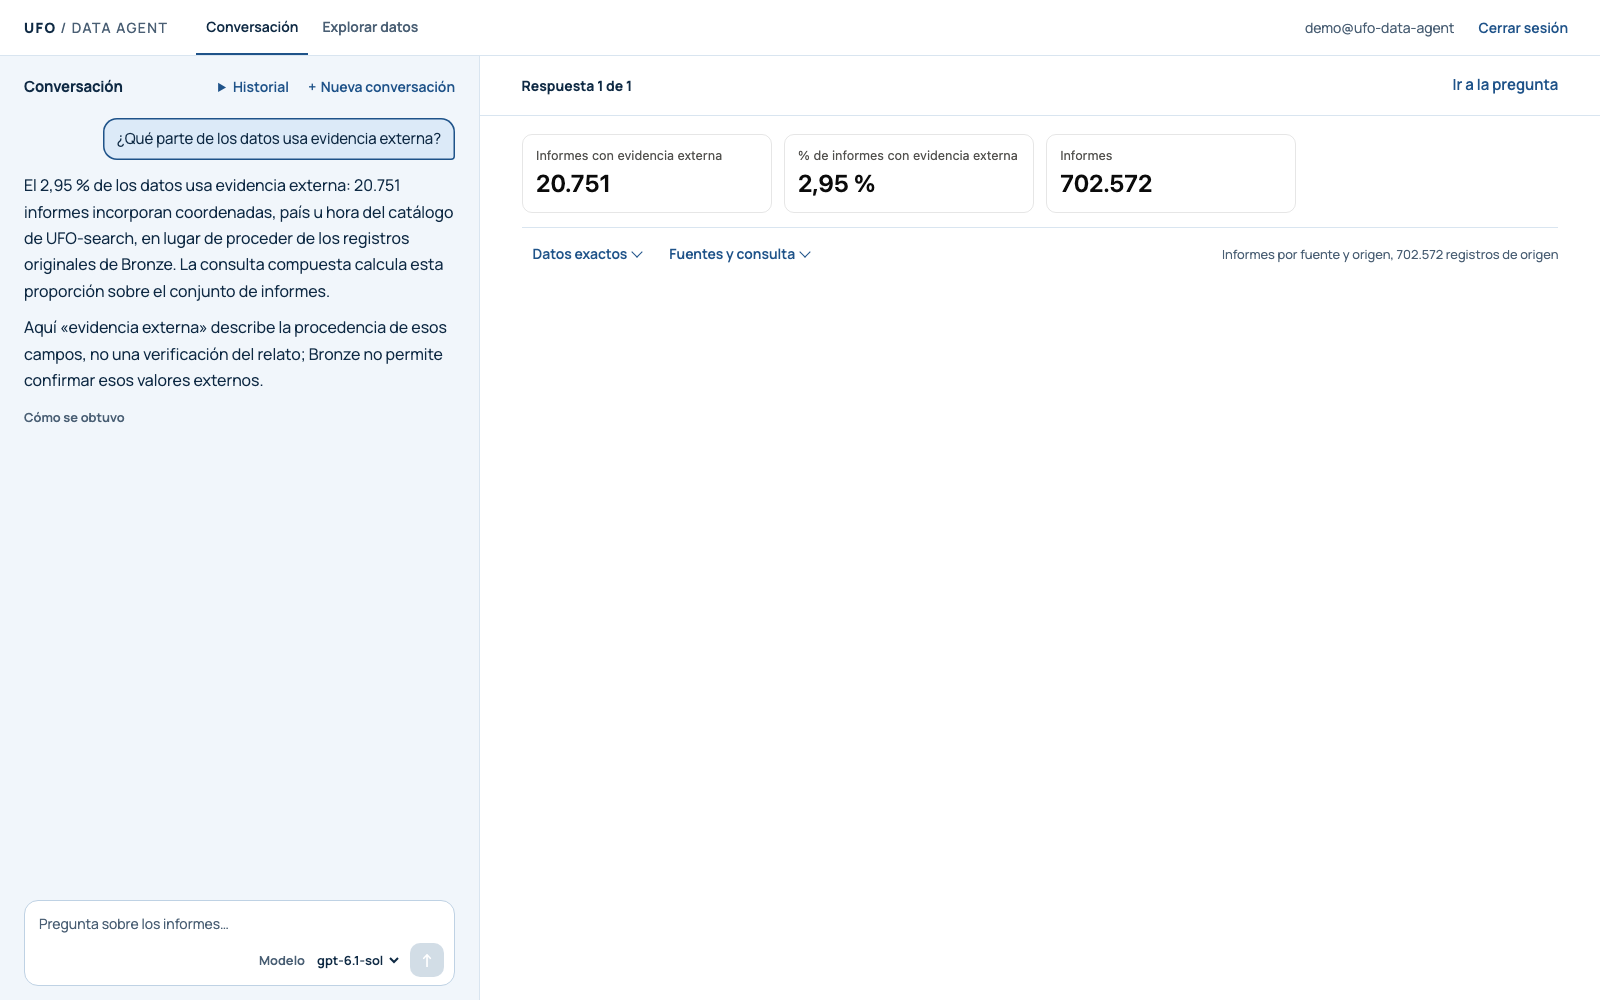 UFO / DATA AGENT
Conversación
Explorar datos
demo@ufo-data-agent
Cerrar sesión
Conversación
Historial
+ Nueva conversación
¿Qué parte de los datos usa evidencia externa?
El 2,95 % de los datos usa evidencia externa: 20.751
informes incorporan coordenadas, país u hora del catálogo
de UFO-search, en lugar de proceder de los registros
originales de Bronze. La consulta compuesta calcula esta
proporción sobre el conjunto de informes.
Aquí «evidencia externa» describe la procedencia de esos
campos, no una verificación del relato; Bronze no permite
confirmar esos valores externos.
Cómo se obtuvo
Pregunta sobre los informes…
Modelo
gpt-6.1-sol
Respuesta 1 de 1
Ir a la pregunta
Informes con evidencia externa
20.751
% de informes con evidencia externa
2,95 %
Informes
702.572
Datos exactos
Fuentes y consulta
Informes por fuente y origen, 702.572 registros de origen